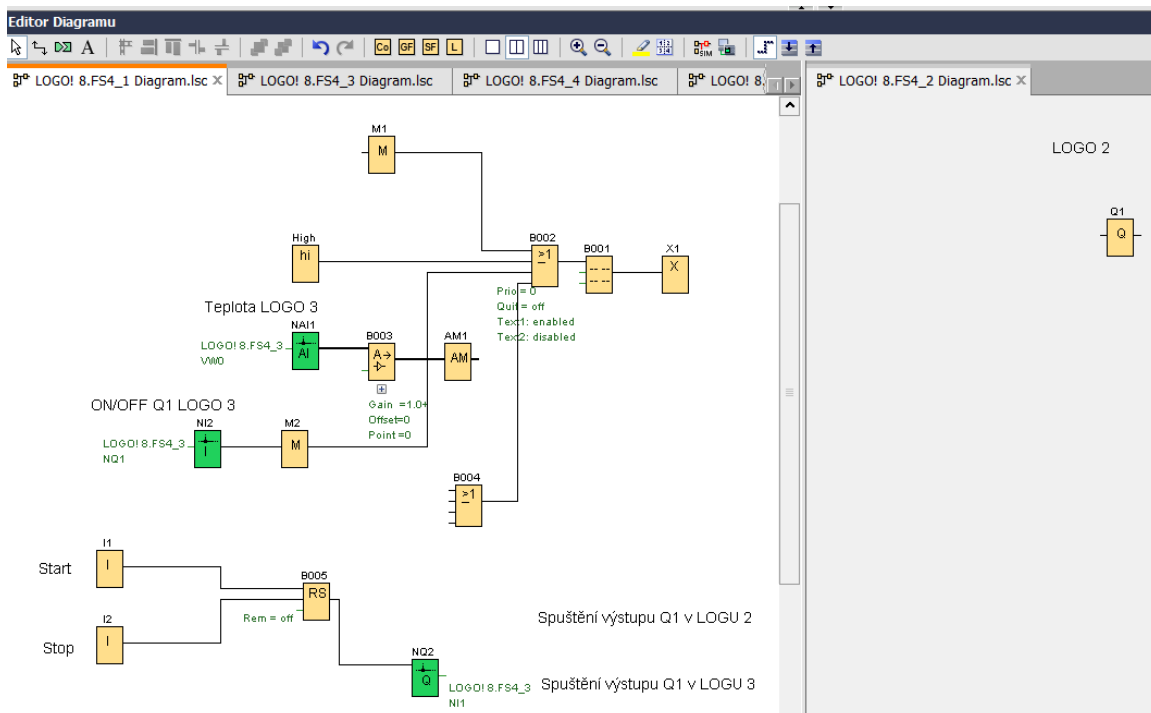 Editor Diagramu
A Co GF SF L SIM
LOGO! 8.FS4_1 Diagram.lsc
LOGO! 8.FS4_3 Diagram.lsc
LOGO! 8.FS4_4 Diagram.lsc
LOGO! 8.
LOGO! 8.FS4_2 Diagram.lsc
M1
M
LOGO 2
Q1
Q
High
hi
B002
>1
B001
X1
X
Prio = 0
Quit = off
Text1: enabled
Text2: disabled
Teplota LOGO 3
NAI1
AI
LOGO! 8.FS4_3
VW0
B003
A→
AM1
AM
Gain =1.0+
Offset=0
Point =0
ON/OFF Q1 LOGO 3
NI2
I
LOGO! 8.FS4_3
NQ1
M2
M
B004
>1
I1
I
Start
B005
RS
Rem = off
I2
I
Stop
Spuštění výstupu Q1 v LOGU 2
NQ2
Q
LOGO! 8.FS4_3
NI1
Spuštění výstupu Q1 v LOGU 3